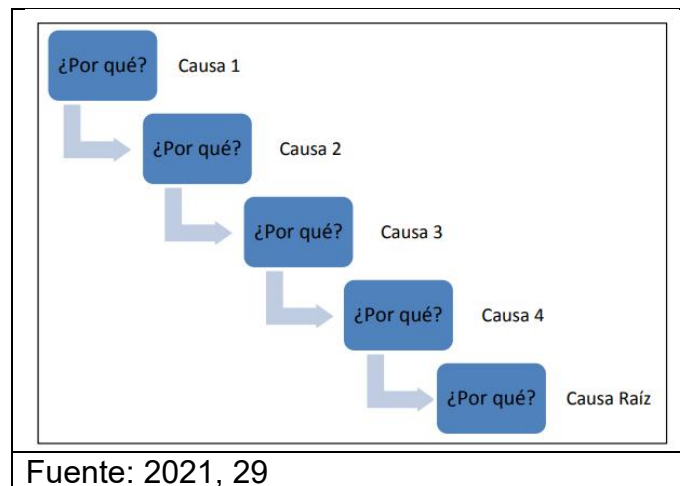 ¿Por qué? Causa 1
¿Por qué? Causa 2
¿Por qué? Causa 3
¿Por qué? Causa 4
¿Por qué? Causa Raíz
Fuente: 2021, 29